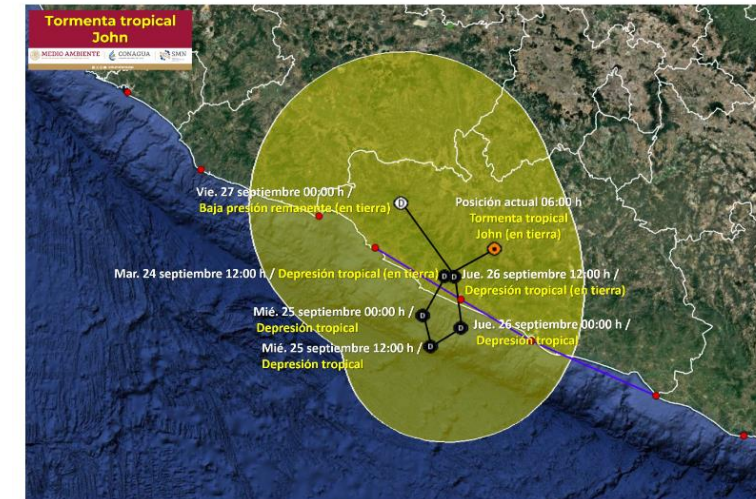 Tormenta tropical
John
MEDIO AMBIENTE
CONAGUA
SMN
Vie. 27 septiembre 00:00 h /
Baja presión remanente (en tierra)
D
Posición actual 06:00 h
Tormenta tropical
John (en tierra)
Mar. 24 septiembre 12:00 h / Depresión tropical (en tierra)
D
D
Jue. 26 septiembre 12:00 h /
Depresión tropical (en tierra)
Mié. 25 septiembre 00:00 h /
Depresión tropical
D
D
Jue. 26 septiembre 00:00 h /
Depresión tropical
Mié. 25 septiembre 12:00 h /
Depresión tropical
D